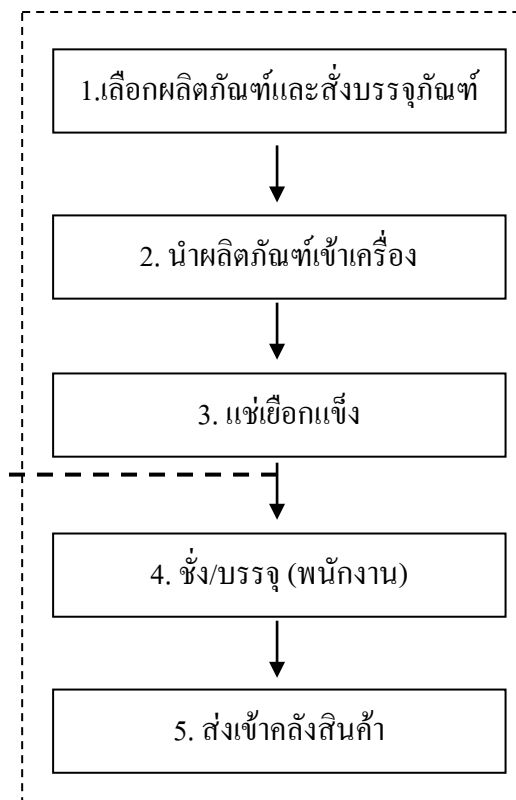 1.เลือกผลิตภัณฑ์และสั่งบรรจุภัณฑ์
2. นำผลิตภัณฑ์เข้าเครื่อง
3. แช่เยือกแข็ง
4. ชั่ง/บรรจุ (พนักงาน)
5. ส่งเข้าคลังสินค้า